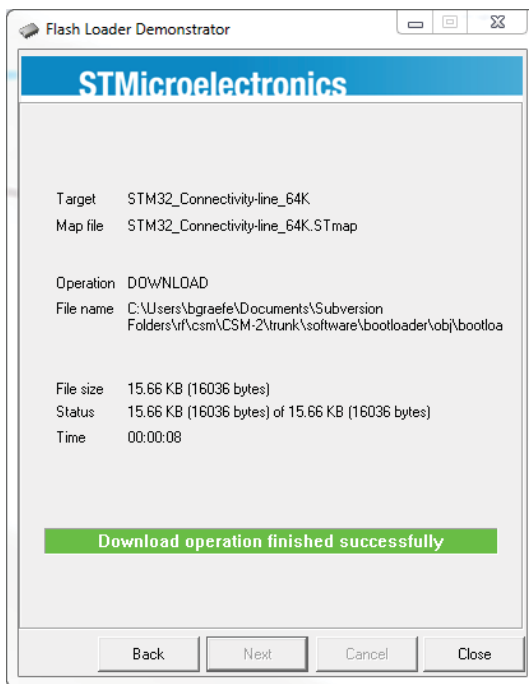 Flash Loader Demonstrator
STMicroelectronics
Target STM32_Connectivity-line_64K
Map file STM32_Connectivity-line_64K.STmap
Operation DOWNLOAD
File name C:\Users\bgraefe\Documents\Subversion
Folders\rf\csm\CSM-2\trunk\software\bootloader\obj\bootloa
File size 15.66 KB (16036 bytes)
Status 15.66 KB (16036 bytes) of 15.66 KB (16036 bytes)
Time 00:00:08
Download operation finished successfully
Back Next Cancel Close